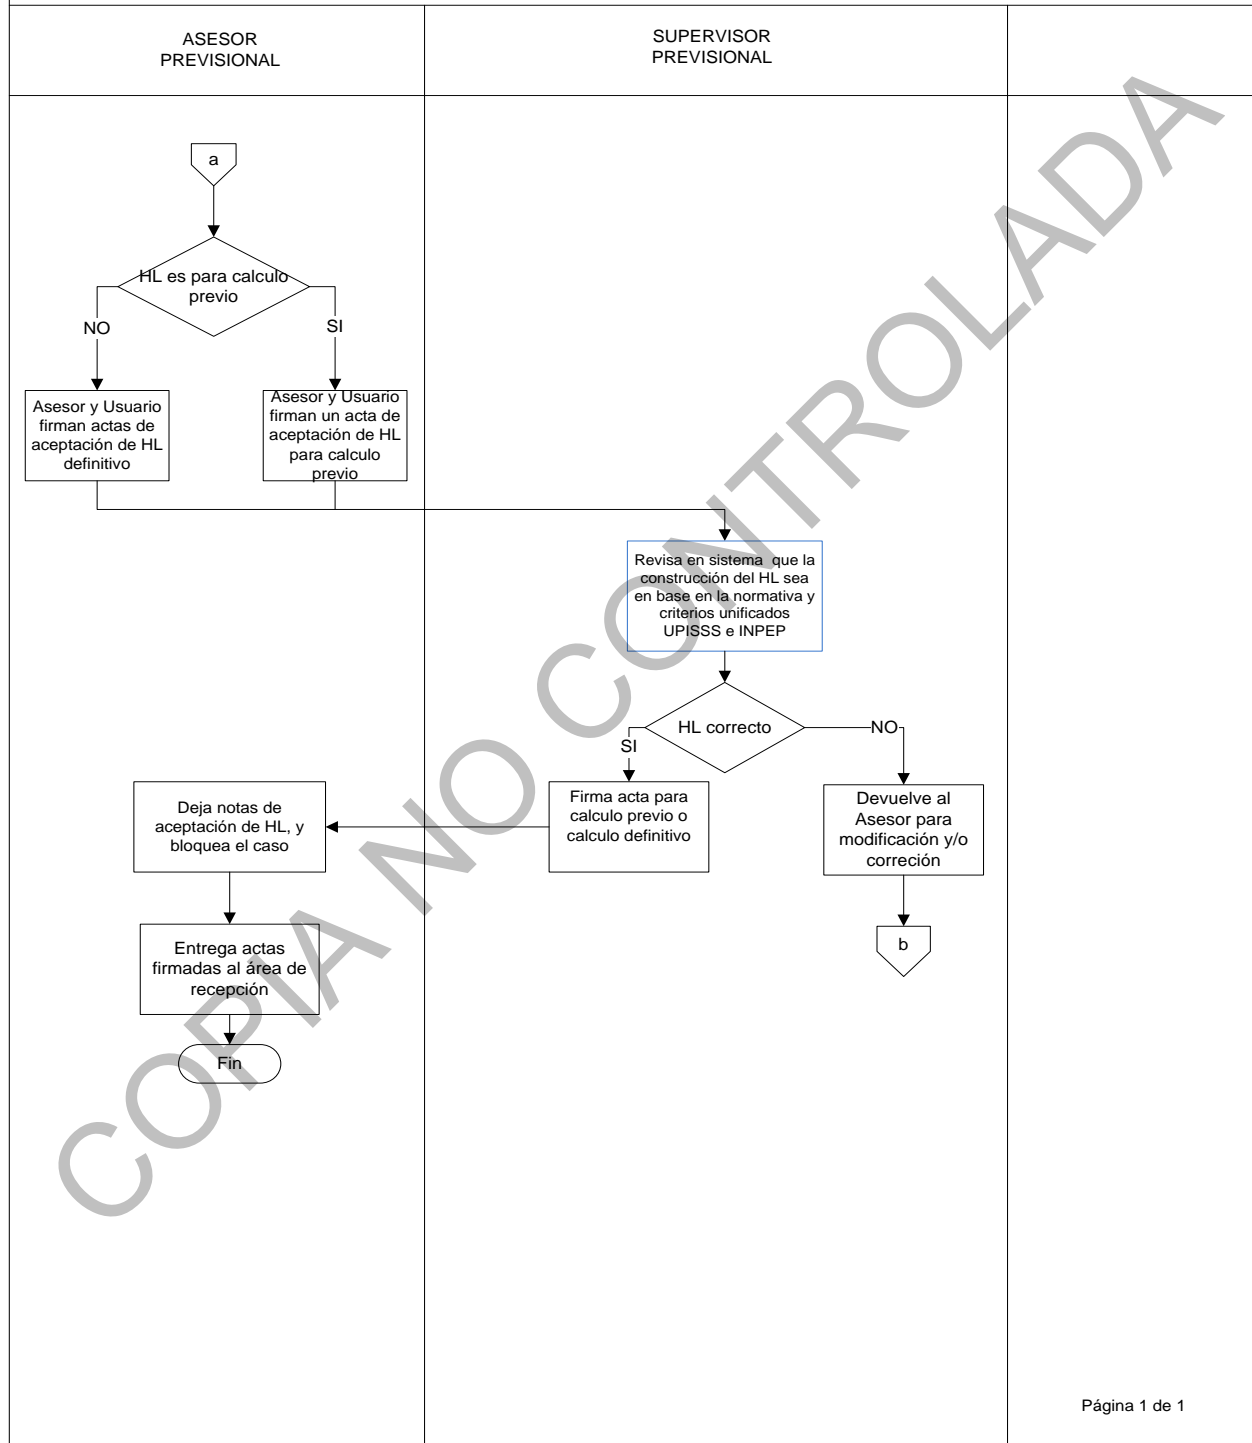 ASESOR
PREVISIONAL
SUPERVISOR
PREVISIONAL
a
HL es para calculo
previo
NO
SI
Asesor y Usuario
firman actas de
aceptación de HL
definitivo
Asesor y Usuario
firman un acta de
aceptación de HL
para calculo
previo
Revisa en sistema que la
construcción del HL sea
en base en la normativa y
criterios unificados
UPISSS e INPEP
HL correcto
SI
NO
Deja notas de
aceptación de HL, y
bloquea el caso
Firma acta para
calculo previo o
calculo definitivo
Devuelve al
Asesor para
modificación y/o
correción
Entrega actas
firmadas al área de
recepción
b
Fin
COPIA NO CONTROLADA
Página 1 de 1